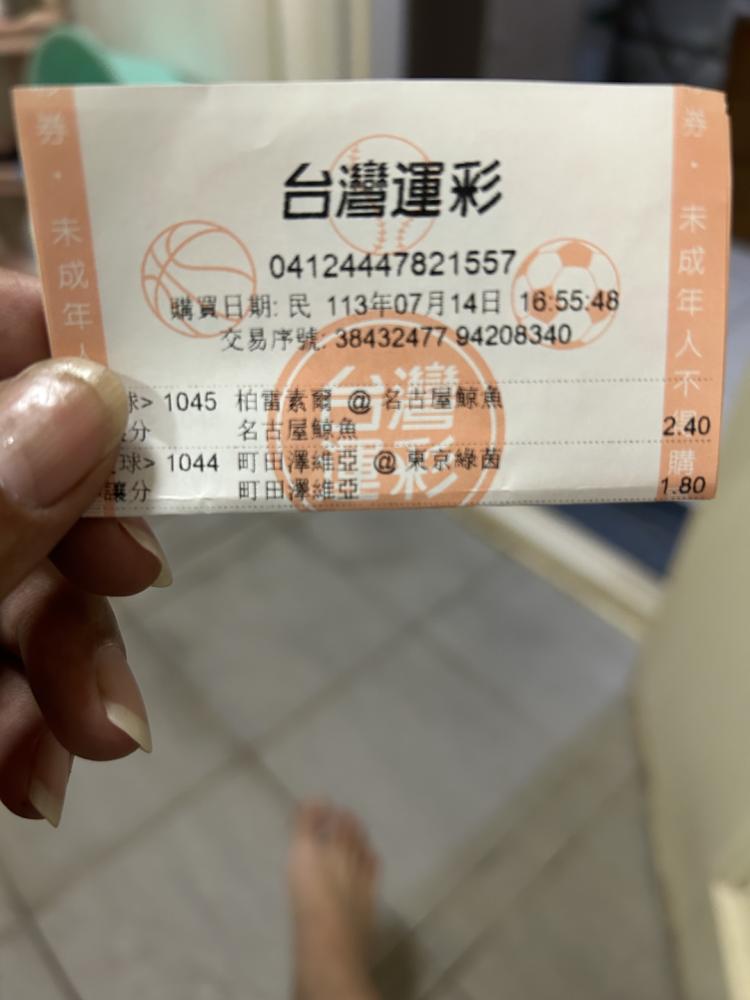 台灣運彩
04124447821557
購買日期: 民 113年07月14日 16:55:48
交易序號: 38432477 94208340
球> 1045 柏雷素爾 @ 名古屋鯨魚
分 名古屋鯨魚 2.40
球> 1044 町田澤維亞 @ 東京綠茵
讓分 町田澤維亞 1.80
券・未成年人
券・未成年人不得購
台灣運彩